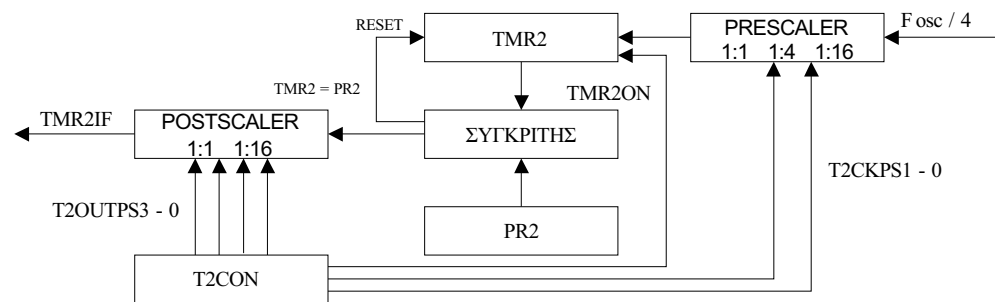 RESET
TMR2
PRESCALER
1:1 1:4 1:16
F osc / 4
TMR2 = PR2
TMR2ON
TMR2IF
POSTSCALER
1:1 1:16
ΣΥΓΚΡΙΤΗΣ
T2CKPS1 - 0
T2OUTPS3 - 0
PR2
T2CON